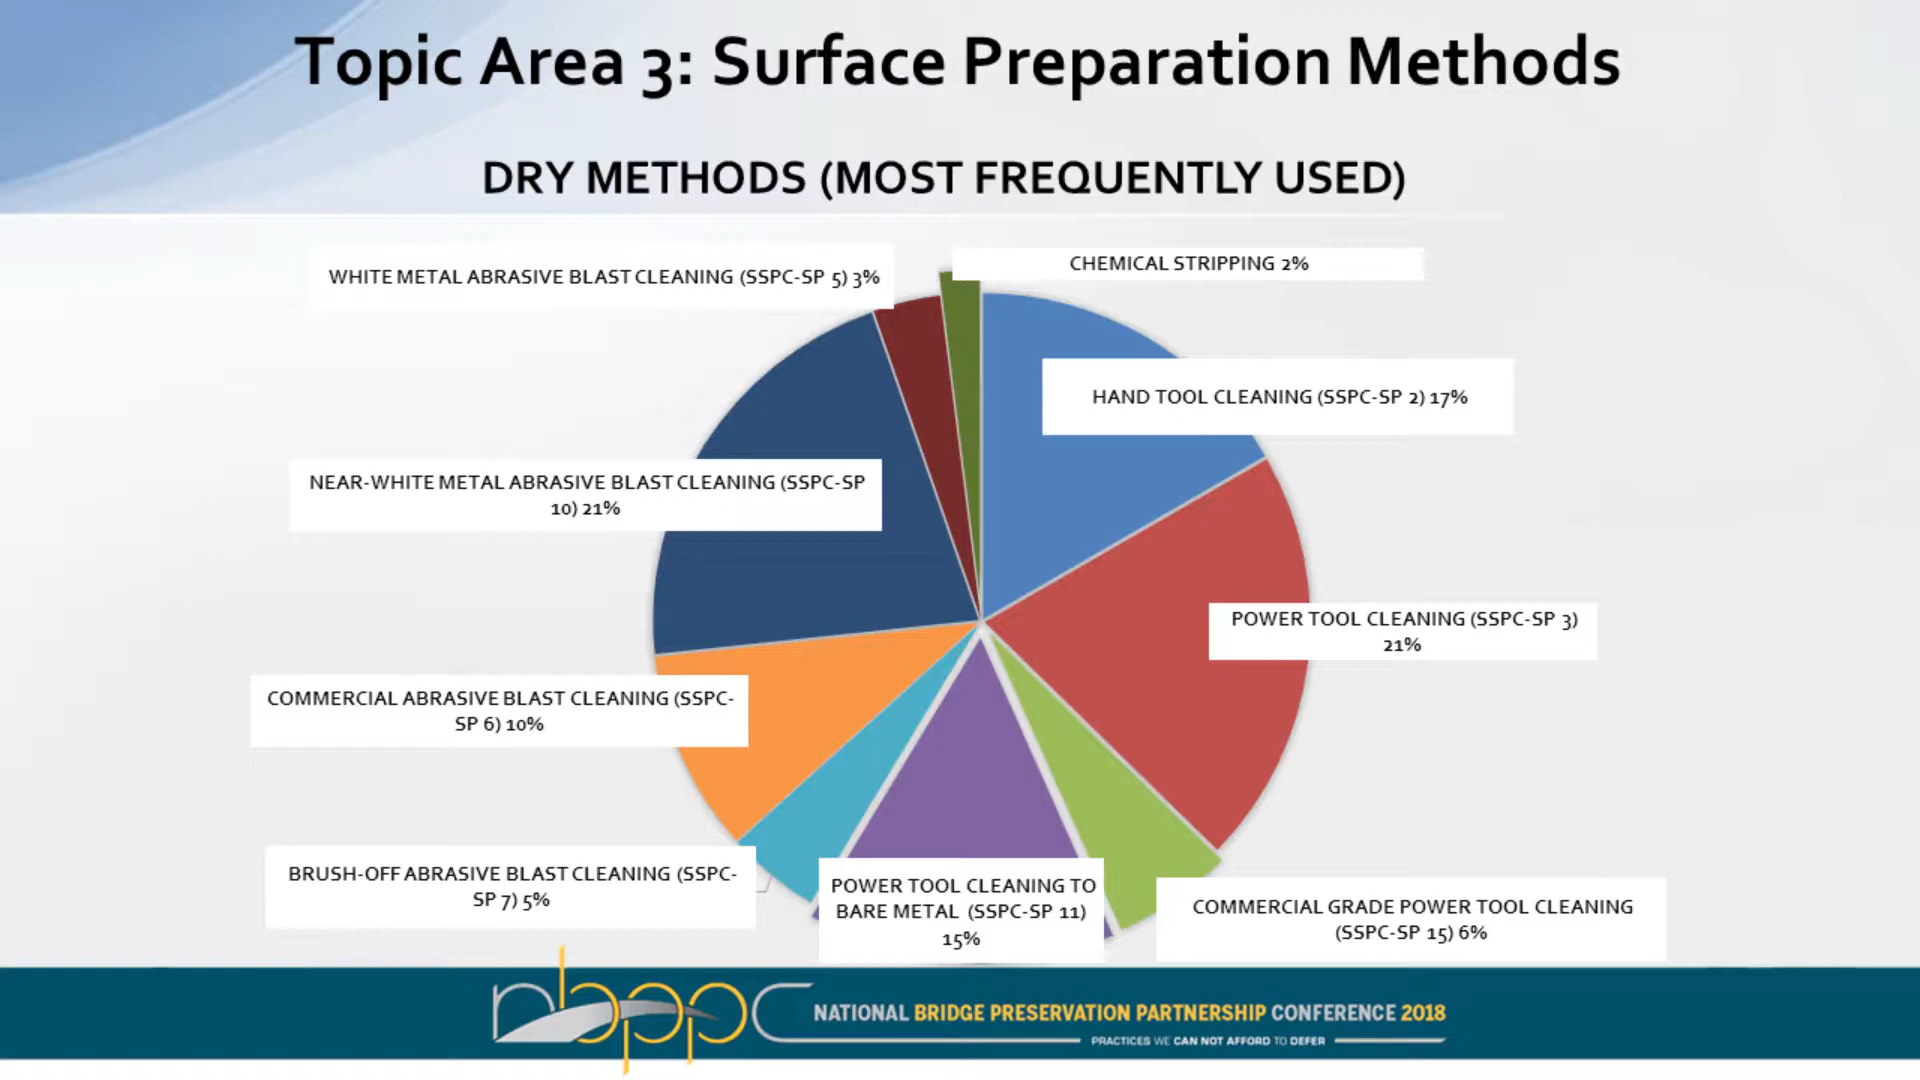 Topic Area 3: Surface Preparation Methods
DRY METHODS (MOST FREQUENTLY USED)
WHITE METAL ABRASIVE BLAST CLEANING (SSPC-SP 5) 3%
CHEMICAL STRIPPING 2%
HAND TOOL CLEANING (SSPC-SP 2) 17%
NEAR-WHITE METAL ABRASIVE BLAST CLEANING (SSPC-SP
10) 21%
POWER TOOL CLEANING (SSPC-SP 3)
21%
COMMERCIAL ABRASIVE BLAST CLEANING (SSPC-
SP 6) 10%
BRUSH-OFF ABRASIVE BLAST CLEANING (SSPC-
SP 7) 5%
POWER TOOL CLEANING TO
BARE METAL (SSPC-SP 11)
15%
COMMERCIAL GRADE POWER TOOL CLEANING
(SSPC-SP 15) 6%
nbppc
NATIONAL BRIDGE PRESERVATION PARTNERSHIP CONFERENCE 2018
PRACTICES WE CAN NOT AFFORD TO DEFER